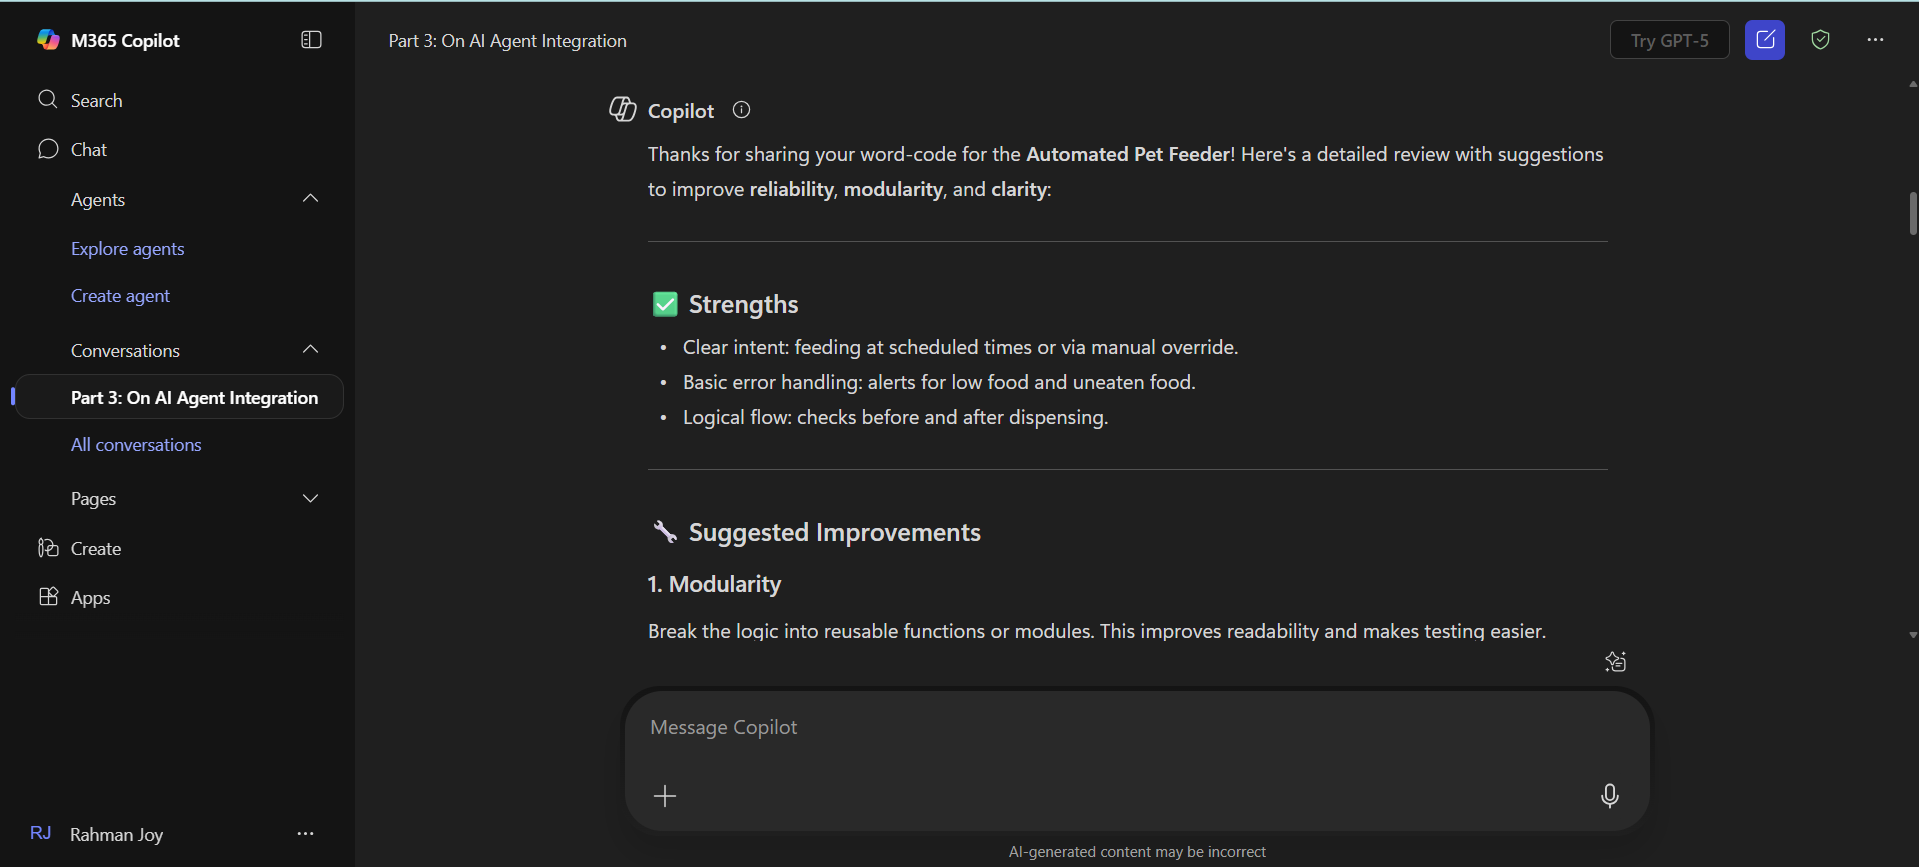 M365 Copilot
Search
Chat
Agents
Explore agents
Create agent
Conversations
Part 3: On AI Agent Integration
All conversations
Pages
Create
Apps
RJ Rahman Joy
Part 3: On AI Agent Integration
Try GPT-5
Copilot
Thanks for sharing your word-code for the Automated Pet Feeder! Here's a detailed review with suggestions
to improve reliability, modularity, and clarity:
Strengths
• Clear intent: feeding at scheduled times or via manual override.
• Basic error handling: alerts for low food and uneaten food.
• Logical flow: checks before and after dispensing.
Suggested Improvements
1. Modularity
Break the logic into reusable functions or modules. This improves readability and makes testing easier.
Message Copilot
AI-generated content may be incorrect